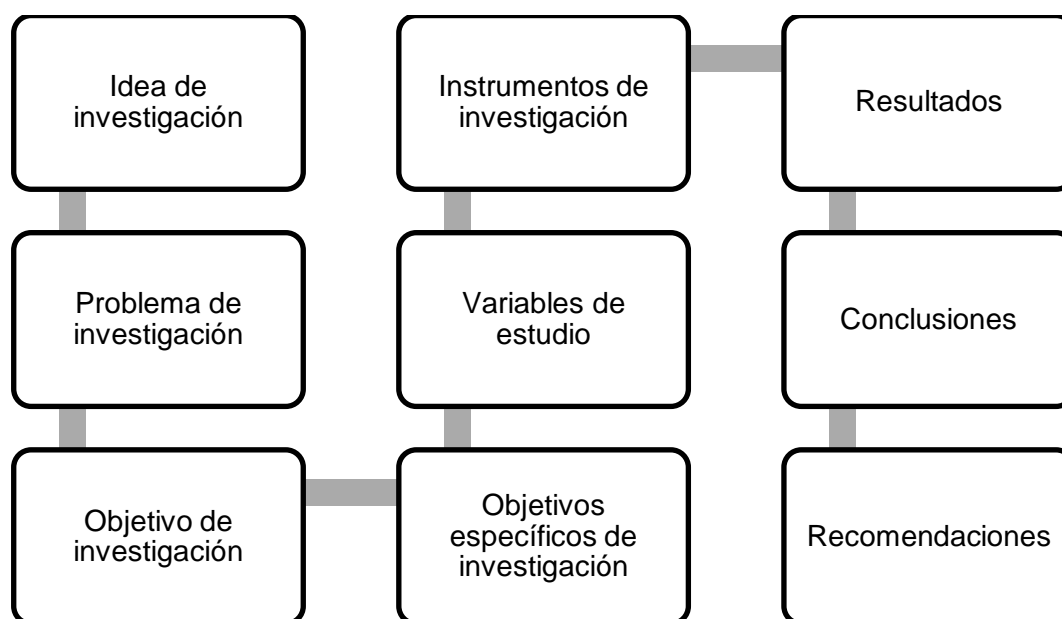 Idea de
investigación
Problema de
investigación
Objetivo de
investigación
Objetivos
específicos de
investigación
Variables de
estudio
Instrumentos de
investigación
Resultados
Conclusiones
Recomendaciones